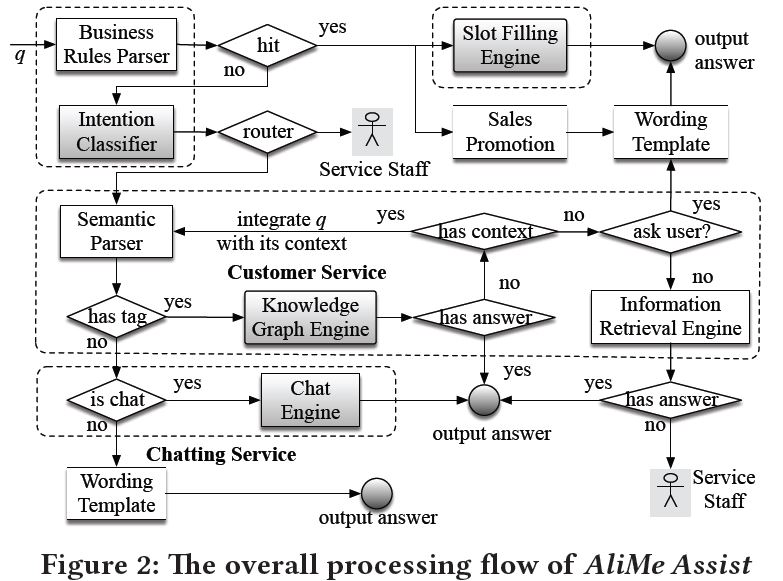 q
Business
Rules Parser
hit
yes
no
Slot Filling
Engine
output
answer
Intention
Classifier
router
Service Staff
Sales
Promotion
Wording
Template
Semantic
Parser
integrate q
with its context
yes
has context
no
ask user?
yes
no
Customer Service
has tag
yes
no
Knowledge
Graph Engine
has answer
no
yes
Information
Retrieval Engine
is chat
yes
no
Chat
Engine
output answer
yes
has answer
no
Chatting Service
Wording
Template
output answer
Service
Staff
Figure 2: The overall processing flow of AliMe Assist